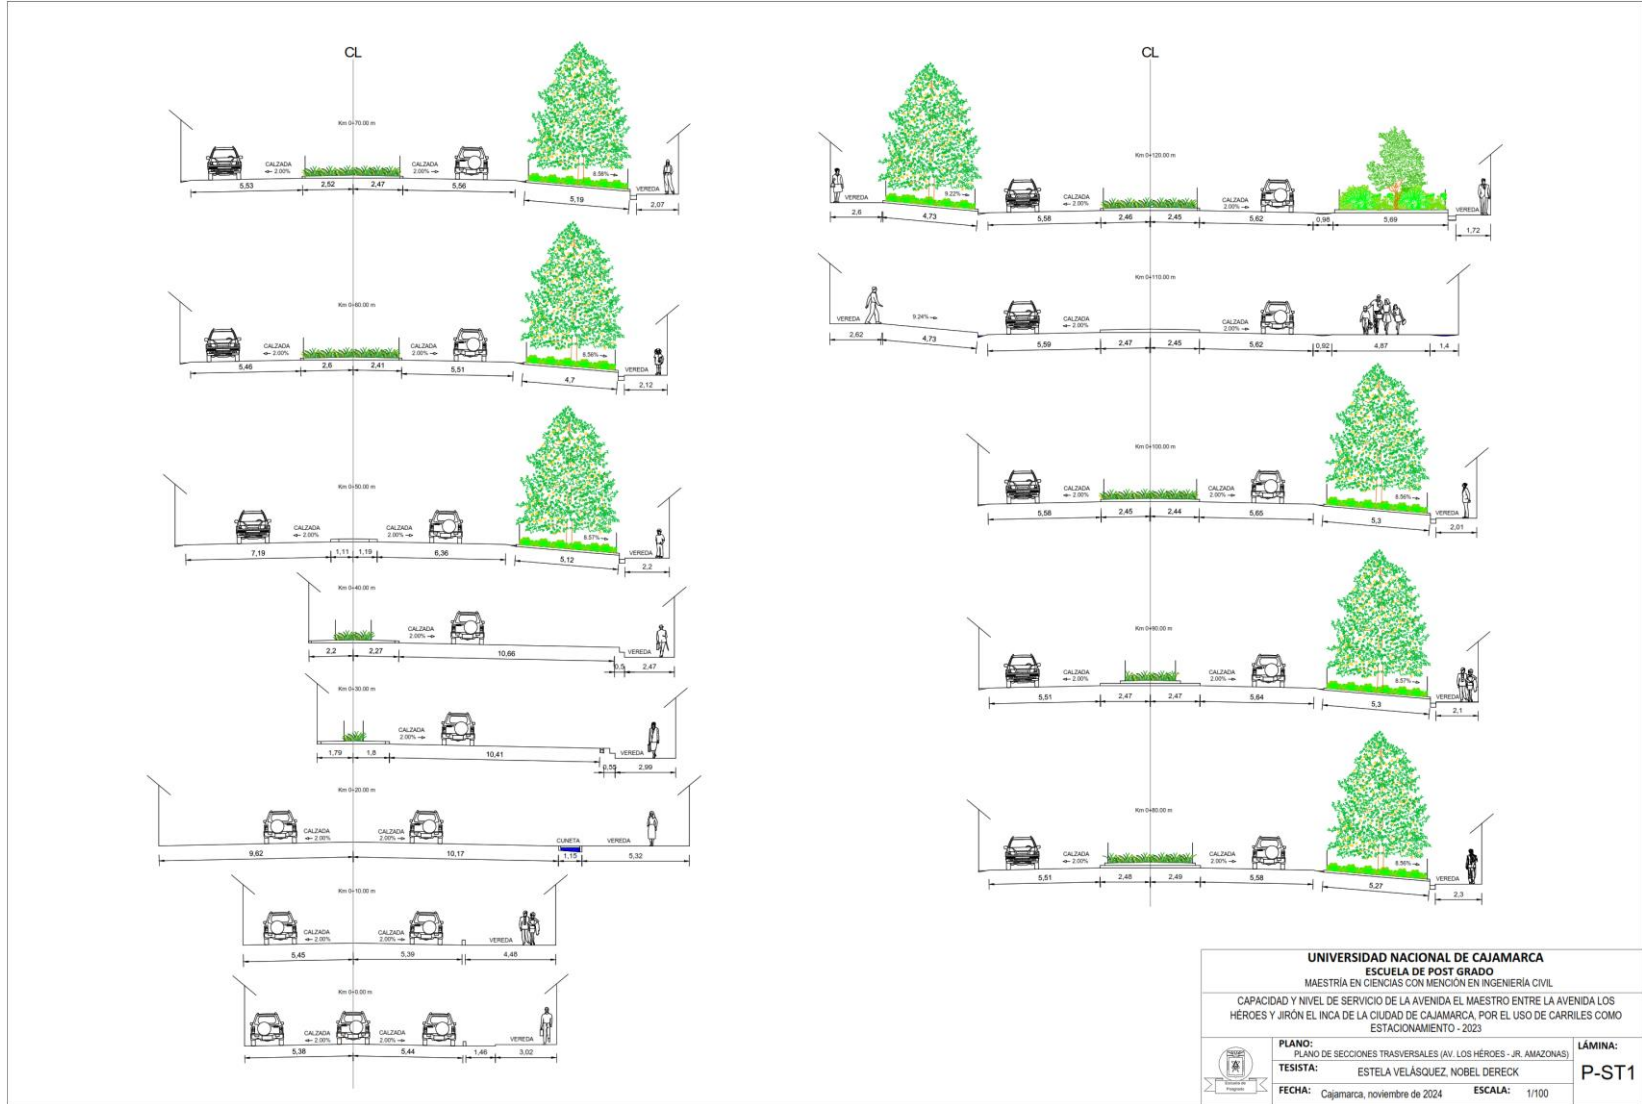 CL
Km 0+70.00 m
CALZADA
2.00%
CALZADA
2.00%
8.58%
VEREDA
5,53
2,52
2,47
5,56
5,19
2,07
Km 0+60.00 m
CALZADA
2.00%
CALZADA
2.00%
8.56%
VEREDA
5,46
2,6
2,41
5,51
4,7
2,12
Km 0+50.00 m
CALZADA
2.00%
CALZADA
2.00%
8.57%
VEREDA
7,19
1,11
1,19
6,36
5,12
2,2
Km 0+40.00 m
CALZADA
2.00%
VEREDA
2,2
2,27
10,66
0,5
2,47
Km 0+30.00 m
CALZADA
2.00%
VEREDA
1,79
1,8
10,41
0,55
2,99
Km 0+20.00 m
CALZADA
2.00%
CALZADA
2.00%
CUNETA
VEREDA
9,62
10,17
1,15
5,32
Km 0+10.00 m
CALZADA
2.00%
CALZADA
2.00%
VEREDA
5,45
5,39
4,48
Km 0+0.00 m
CALZADA
2.00%
CALZADA
2.00%
VEREDA
5,38
5,44
1,46
3,02
CL
Km 0+120.00 m
VEREDA
9.22%
CALZADA
2.00%
CALZADA
2.00%
VEREDA
2,6
4,73
5,58
2,46
2,45
5,62
0,98
5,69
1,72
Km 0+110.00 m
VEREDA
9.24%
CALZADA
2.00%
CALZADA
2.00%
2,62
4,73
5,59
2,47
2,45
5,62
0,92
4,87
1,4
Km 0+100.00 m
CALZADA
2.00%
CALZADA
2.00%
8.56%
VEREDA
5,58
2,45
2,44
5,65
5,3
2,01
Km 0+90.00 m
CALZADA
2.00%
CALZADA
2.00%
8.57%
VEREDA
5,51
2,47
2,47
5,64
5,3
2,1
Km 0+80.00 m
CALZADA
2.00%
CALZADA
2.00%
8.56%
VEREDA
5,51
2,48
2,49
5,58
5,27
2,3
UNIVERSIDAD NACIONAL DE CAJAMARCA
ESCUELA DE POST GRADO
MAESTRÍA EN CIENCIAS CON MENCIÓN EN INGENIERÍA CIVIL
CAPACIDAD Y NIVEL DE SERVICIO DE LA AVENIDA EL MAESTRO ENTRE LA AVENIDA LOS
HÉROES Y JIRÓN EL INCA DE LA CIUDAD DE CAJAMARCA, POR EL USO DE CARRILES COMO
ESTACIONAMIENTO - 2023
PLANO:
PLANO DE SECCIONES TRASVERSALES (AV. LOS HÉROES - JR. AMAZONAS)
TESISTA: ESTELA VELÁSQUEZ, NOBEL DERECK
FECHA: Cajamarca, noviembre de 2024 ESCALA: 1/100
LÁMINA:
P-ST1
Escuela de
Posgrado